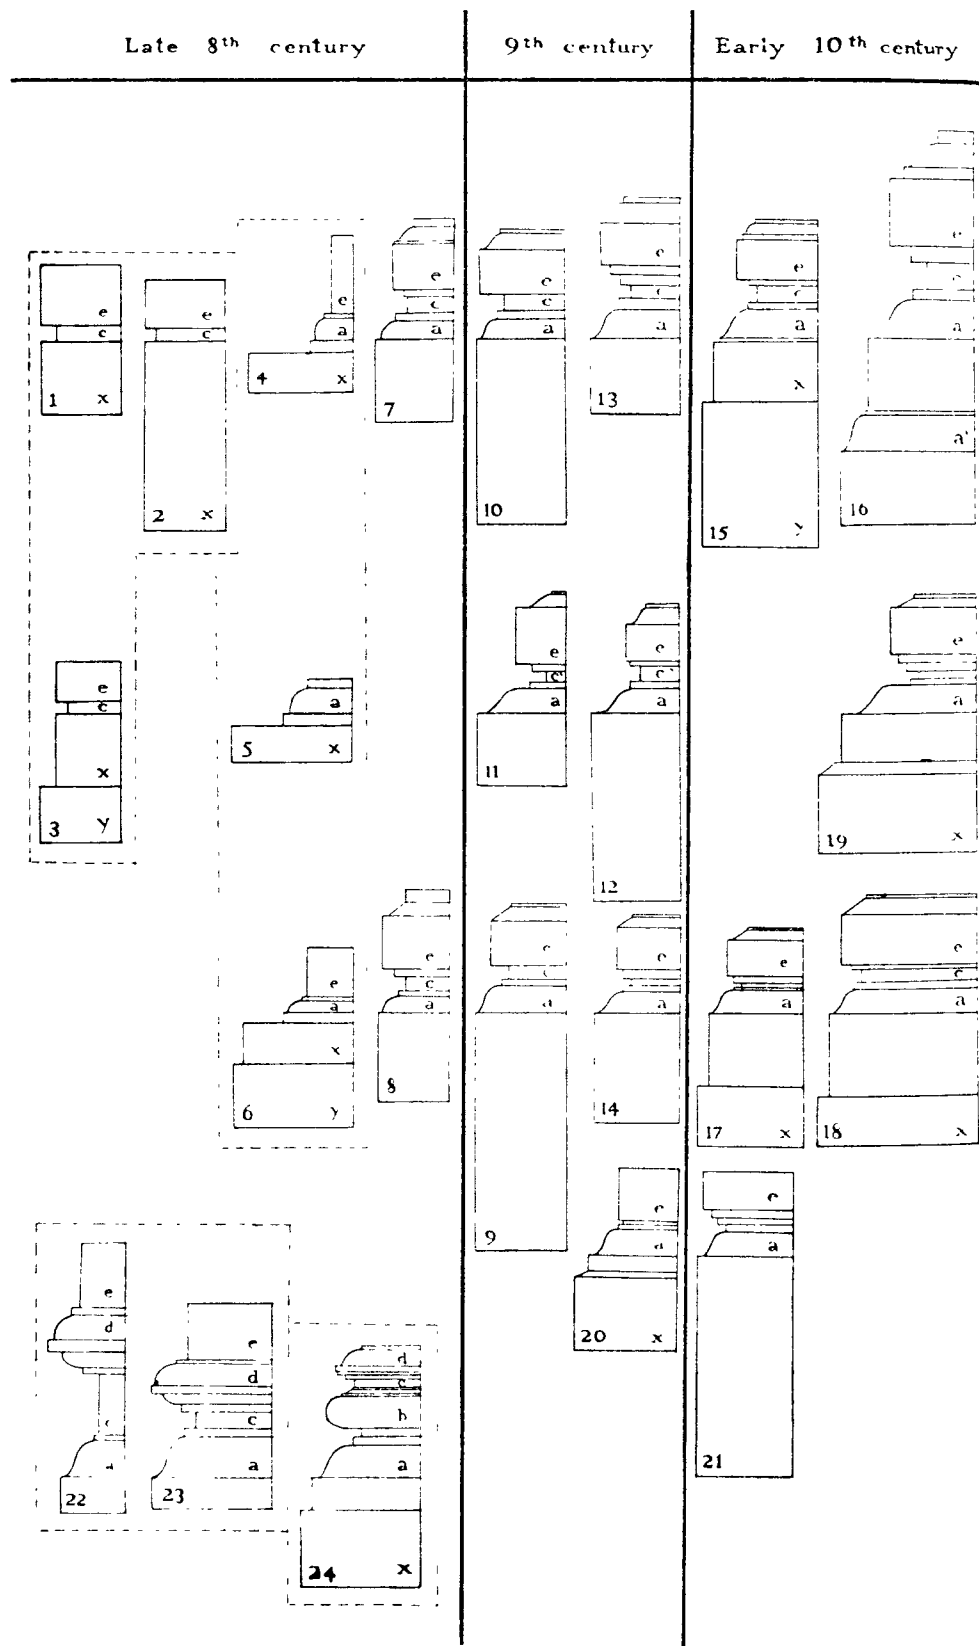 Late 8th century
9th century
Early 10th century
e
c
1 x
e
c
2 x
e
a
4 x
e
c
a
7
e
c
a
10
e
c
a
13
e
c
a
x
15 y
e
c
a
a'
16
e
c
x
3 y
a
5 x
e
c
a
11
e
c
a
12
e
a
19 x
e
a
x
6 y
e
c
a
8
e
c
a
9
e
a
14
e
a
17 x
e
c
a
18 x
e
a
20 x
e
a
21
e
d
c
a
22
e
d
c
a
23
d
c
b
a
24 x